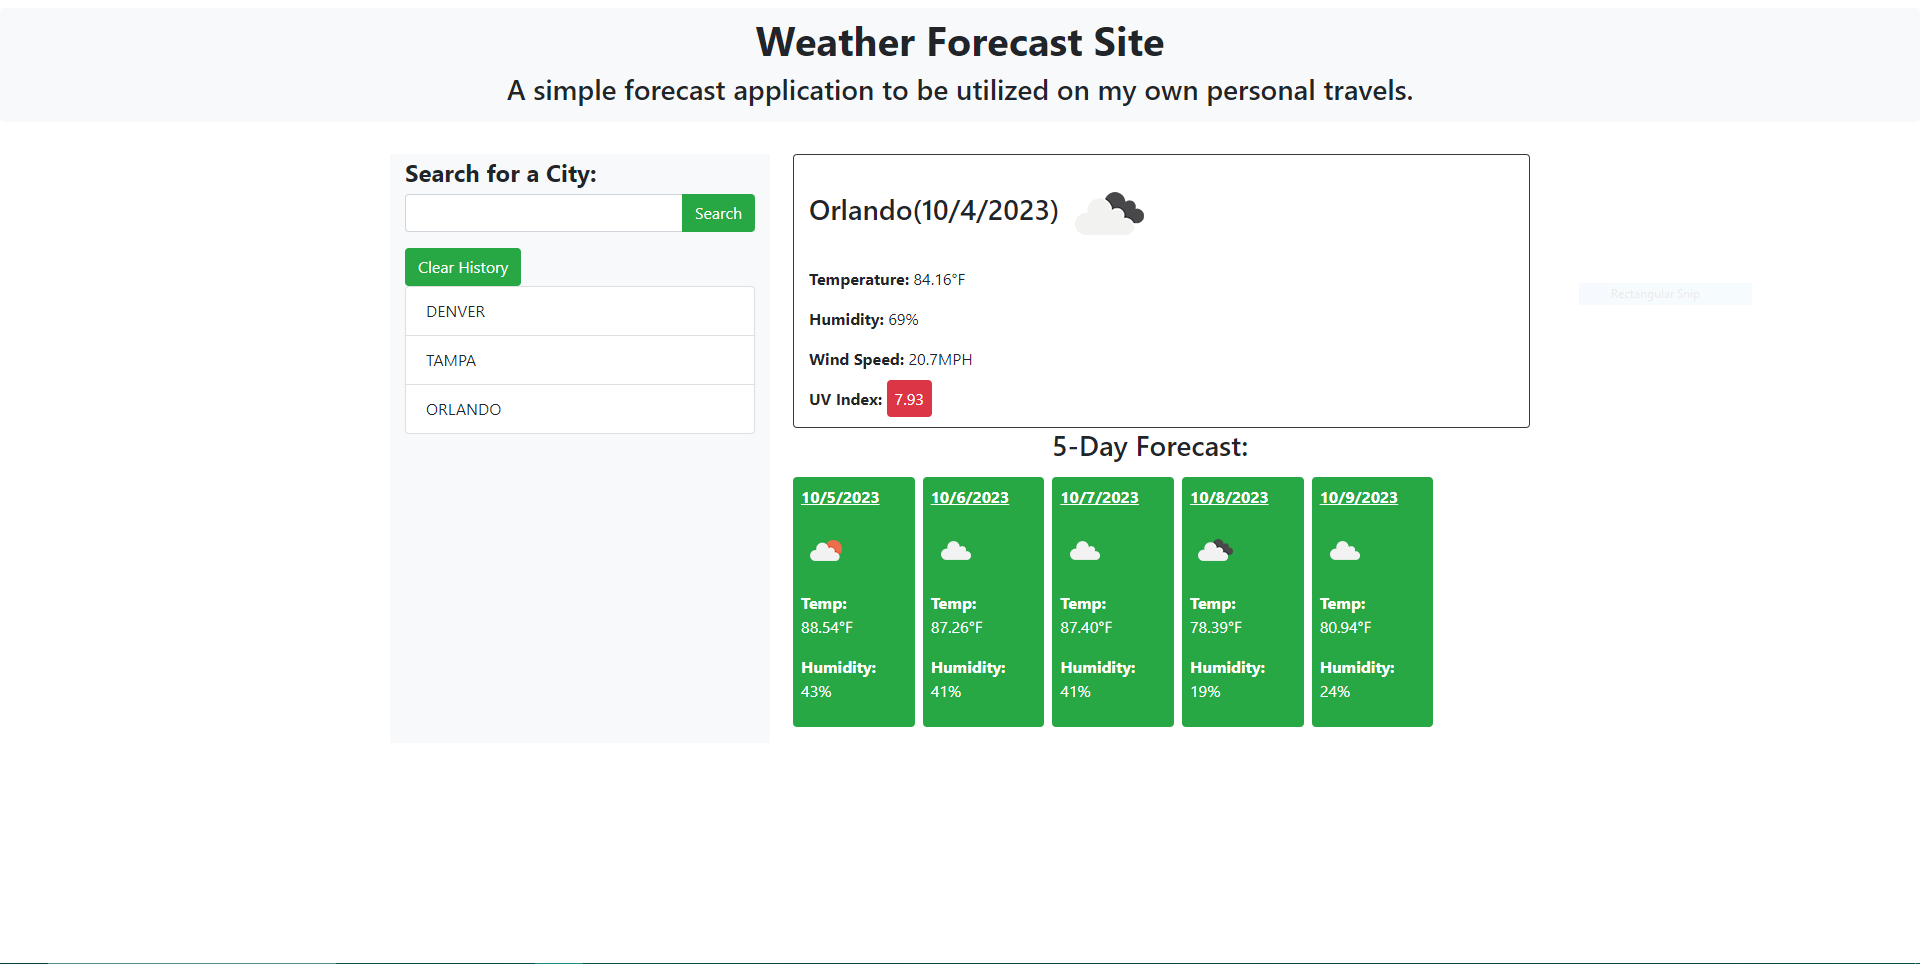 Weather Forecast Site
A simple forecast application to be utilized on my own personal travels.
Search for a City:
Search
Clear History
DENVER
TAMPA
ORLANDO
Orlando(10/4/2023)
Temperature: 84.16°F
Humidity: 69%
Wind Speed: 20.7MPH
UV Index: 7.93
Rectangular Snip
5-Day Forecast:
10/5/2023
Temp:
88.54°F
Humidity:
43%
10/6/2023
Temp:
87.26°F
Humidity:
41%
10/7/2023
Temp:
87.40°F
Humidity:
41%
10/8/2023
Temp:
78.39°F
Humidity:
19%
10/9/2023
Temp:
80.94°F
Humidity:
24%